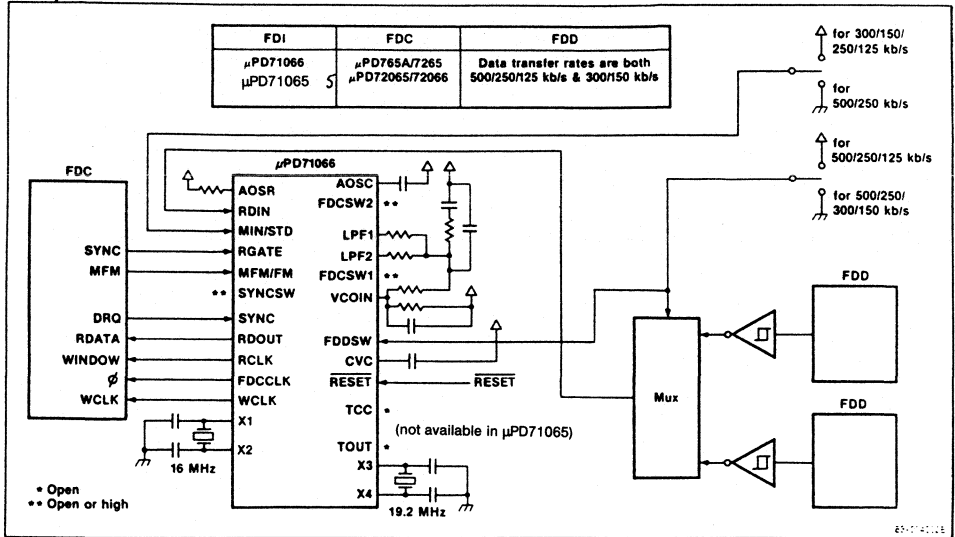 FDI FDC FDD
μPD71066 μPD765A/7265 Data transfer rates are both
μPD71065 5 μPD72065/72066 500/250/125 kb/s & 300/150 kb/s
for 300/150/
250/125 kb/s
for
500/250 kb/s
for
500/250/125 kb/s
for 500/250/
300/150 kb/s
FDC
SYNC
MFM
DRQ
RDATA
WINDOW
ø
WCLK
μPD71066
AOSR
RDIN
MIN/STD
RGATE
MFM/FM
** SYNCSW
SYNC
RDOUT
RCLK
FDCCLK
WCLK
X1
X2
16 MHz
AOSC
FDCSW2 **
LPF1
LPF2
FDCSW1 **
VCOIN
FDDSW
CVC
RESET RESET
TCC *
(not available in μPD71065)
TOUT *
X3
X4
19.2 MHz
Mux
FDD
FDD
* Open
** Open or high